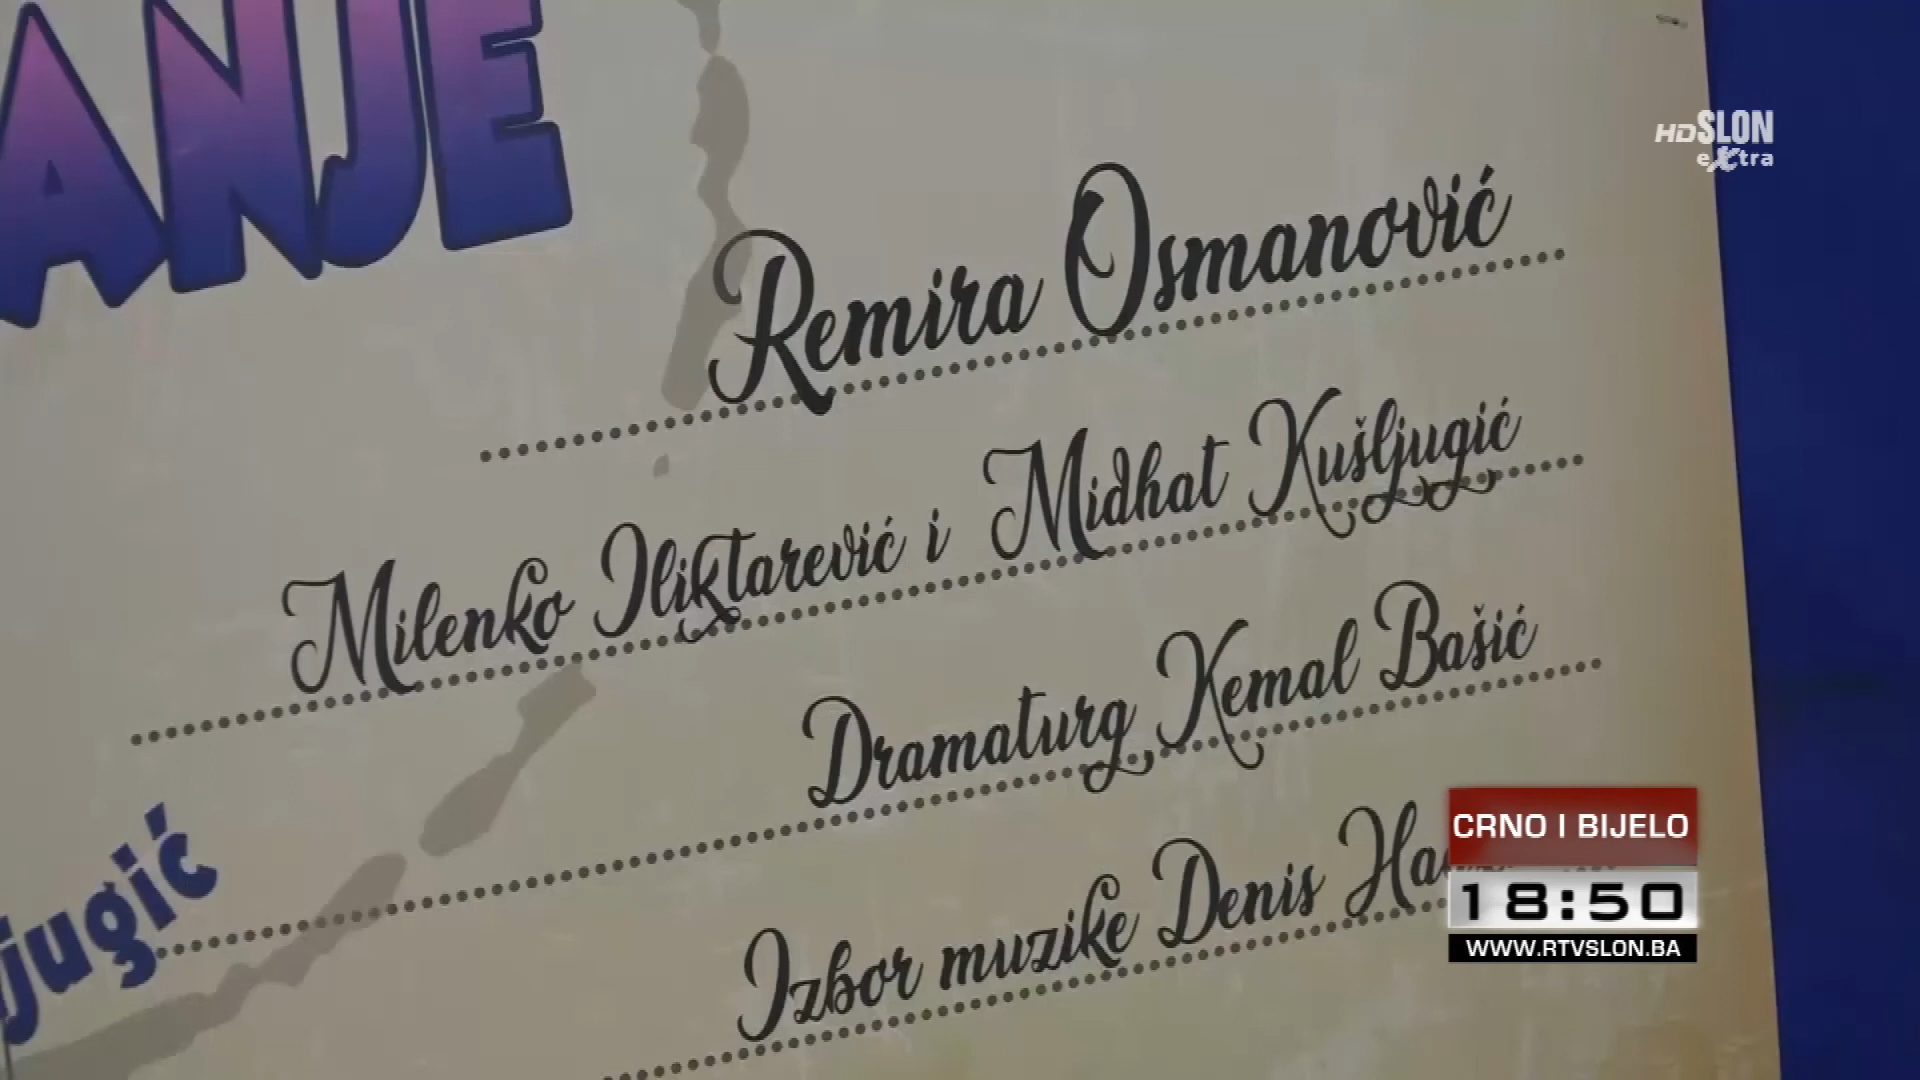 ANJE
HD SLON
extra
Remira Osmanović
Milenko Iliktarević i Midhat Kušljugić
Dramaturg Kemal Bašić
jugić
Izbor muzike Denis
CRNO I BIJELO
18:50
WWW.RTVSLON.BA